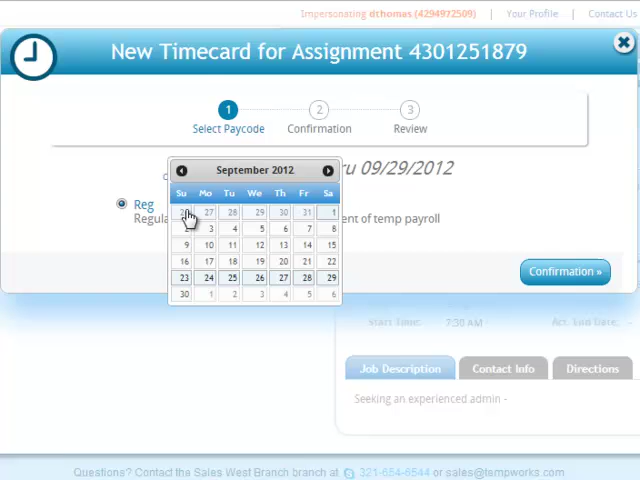 Impersonating dthomas (4294972509) | Your Profile | Contact Us
New Timecard for Assignment 4301251879
1 2 3
Select Paycode Confirmation Review
ru 09/29/2012
September 2012
Su Mo Tu We Th Fr Sa
27 28 29 30 31 1
2 3 4 5 6 7 8
9 10 11 12 13 14 15
16 17 18 19 20 21 22
23 24 25 26 27 28 29
30 1 2 3 4 5 6
Reg
Regula ent of temp payroll
Confirmation »
Start Time: 7:30 AM Act. End Date:
Job Description Contact Info Directions
Seeking an experienced admin -
Questions? Contact the Sales West Branch branch at 321-654-6544 or sales@tempworks.com